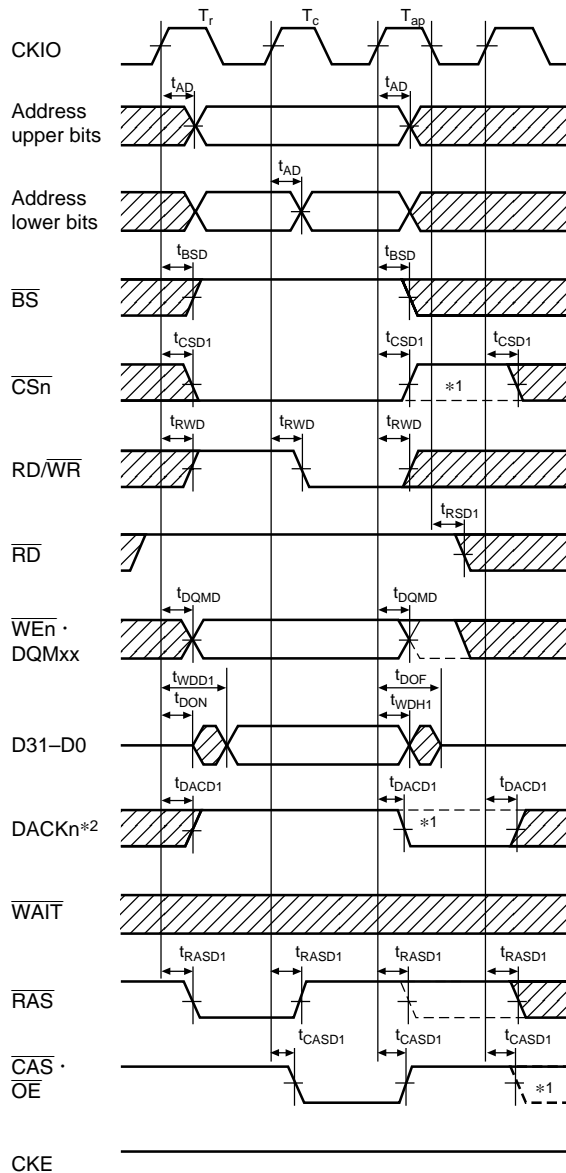 Tr Tc Tap
CKIO
tAD tAD
Address
upper bits
tAD
Address
lower bits
tBSD tBSD
BS
tCSD1 tCSD1 tCSD1
CSn
*1
tRWD tRWD tRWD
RD/WR
tRSD1
RD
tDQMD tDQMD
WEn ·
DQMxx
tWDD1 tDOF
tDON tWDH1
D31–D0
tDACD1 tDACD1 tDACD1
DACKn*2
*1
WAIT
tRASD1 tRASD1 tRASD1 tRASD1
RAS
tCASD1 tCASD1 tCASD1
CAS ·
OE
*1
CKE